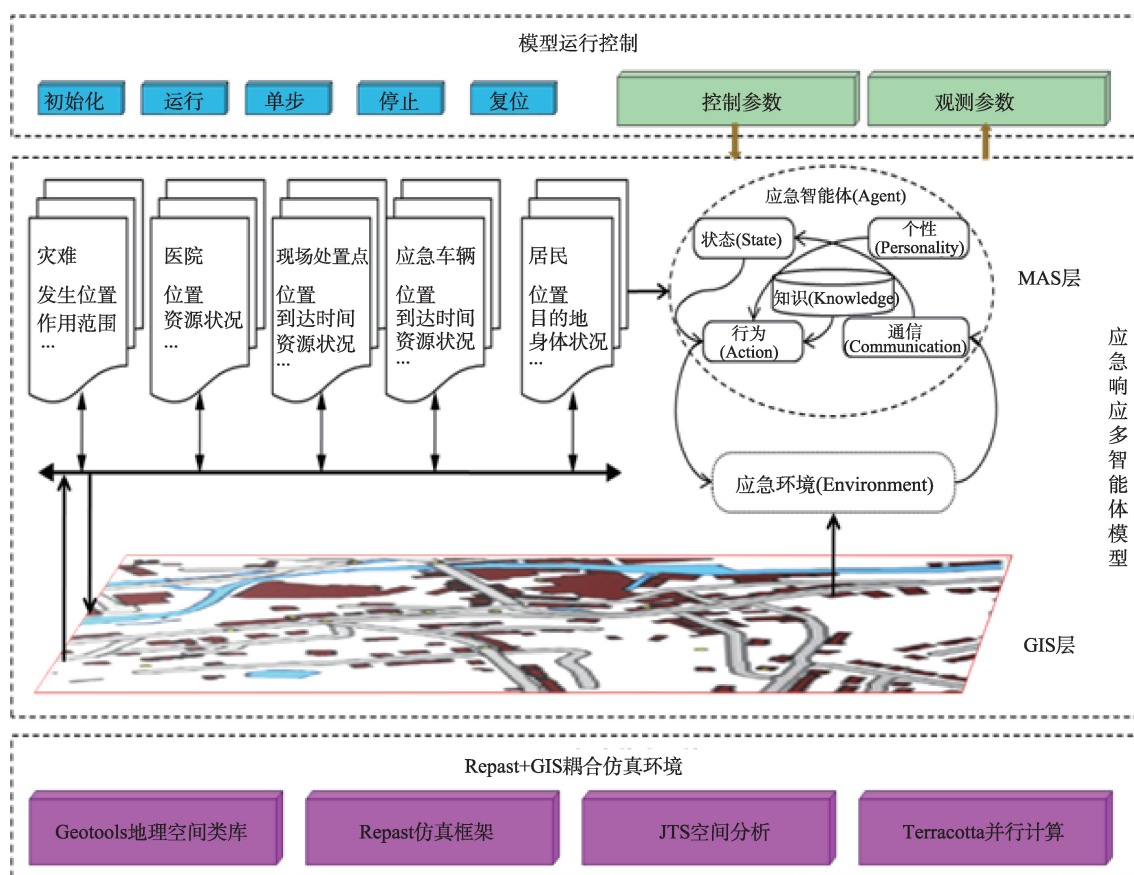 模型运行控制
初始化
运行
单步
停止
复位
控制参数
观测参数
灾难
发生位置
作用范围
...
医院
位置
资源状况
...
现场处置点
位置
到达时间
资源状况
...
应急车辆
位置
到达时间
资源状况
...
居民
位置
目的地
身体状况
...
应急智能体(Agent)
状态(State)
个性
(Personality)
知识(Knowledge)
行为
(Action)
通信
(Communication)
应急环境(Environment)
MAS层
GIS层
应急响应多智能体模型
Repast+GIS耦合仿真环境
Geotools地理空间类库
Repast仿真框架
JTS空间分析
Terracotta并行计算